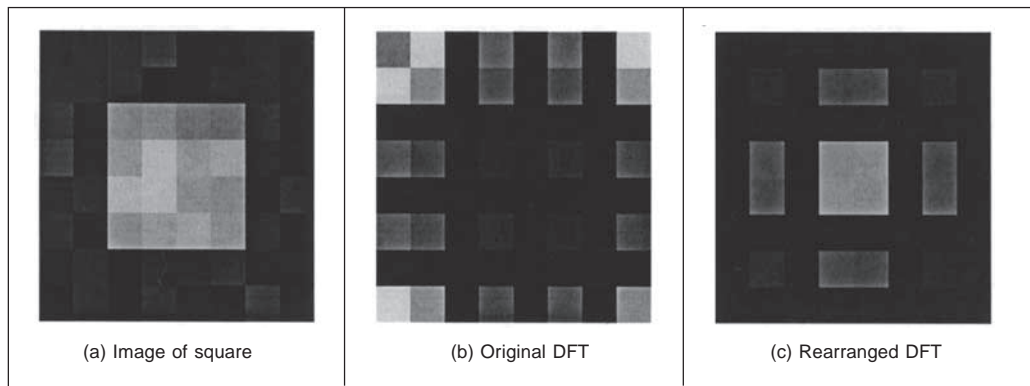 (a) Image of square
(b) Original DFT
(c) Rearranged DFT